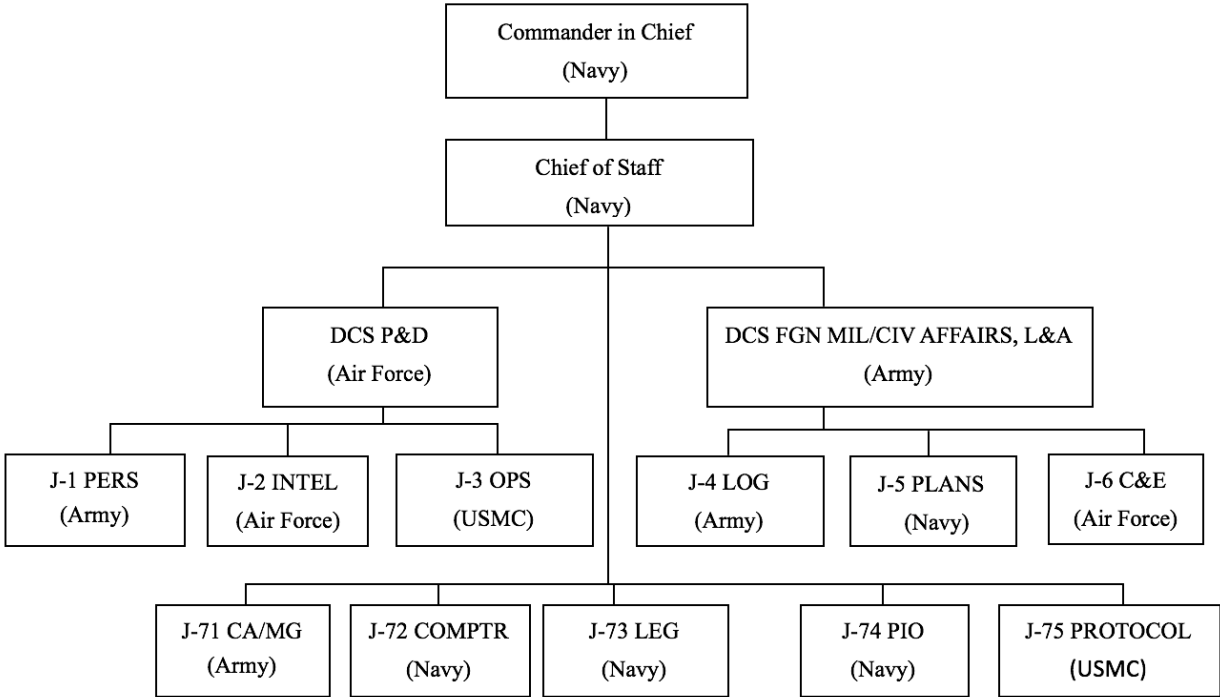 Commander in Chief
(Navy)
Chief of Staff
(Navy)
DCS P&D
(Air Force)
DCS FGN MIL/CIV AFFAIRS, L&A
(Army)
J-1 PERS
(Army)
J-2 INTEL
(Air Force)
J-3 OPS
(USMC)
J-4 LOG
(Army)
J-5 PLANS
(Navy)
J-6 C&E
(Air Force)
J-71 CA/MG
(Army)
J-72 COMPTR
(Navy)
J-73 LEG
(Navy)
J-74 PIO
(Navy)
J-75 PROTOCOL
(USMC)